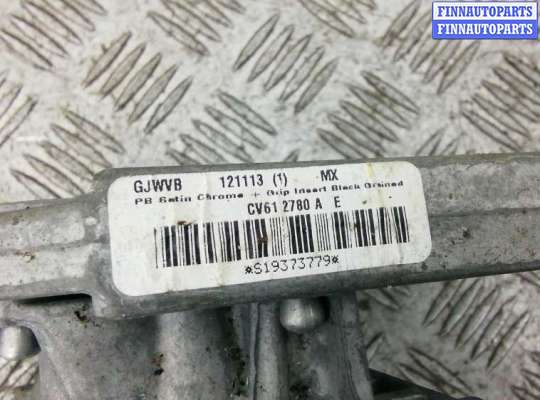 FINNAUTOPARTS
FINNAUTOPARTS
GJWVB 121113 (1) MX
PB Satin Chrome + Grip Insert Black Grained
CV61 2780 A E
*S19373779*